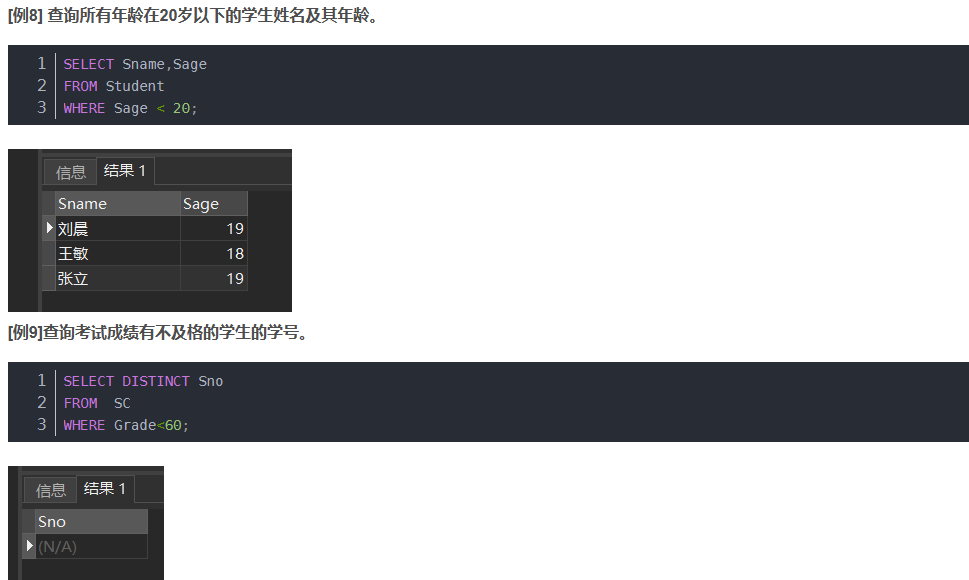 [例8] 查询所有年龄在20岁以下的学生姓名及其年龄。
1 SELECT Sname,Sage
2 FROM Student
3 WHERE Sage < 20;
信息 结果 1
Sname Sage
刘晨 19
王敏 18
张立 19
[例9]查询考试成绩有不及格的学生的学号。
1 SELECT DISTINCT Sno
2 FROM  SC
3 WHERE Grade<60;
信息 结果 1
Sno
(N/A)